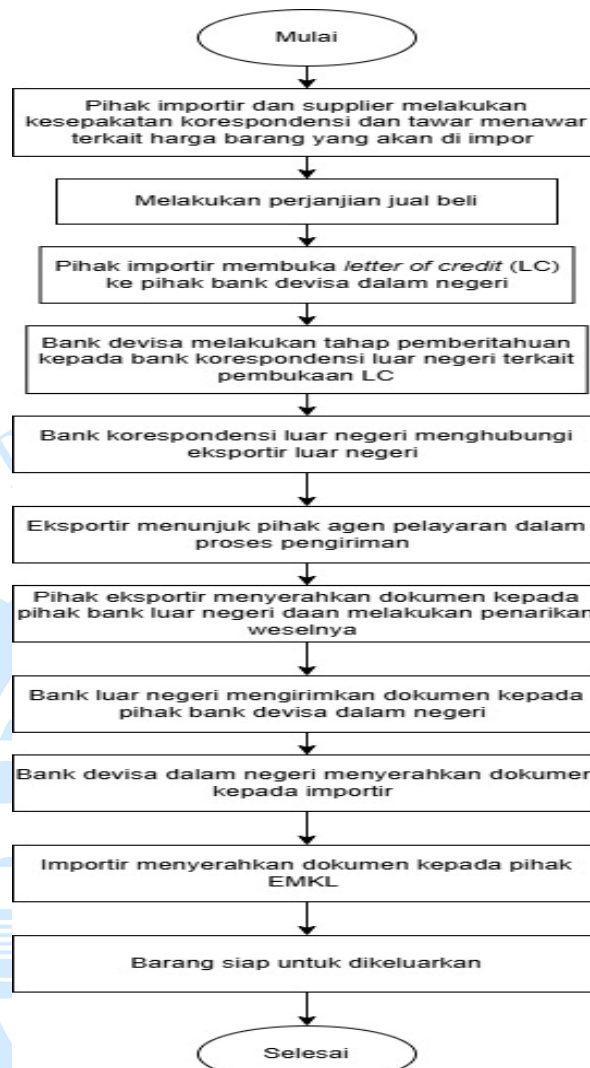 Mulai
Pihak importir dan supplier melakukan
kesepakatan korespondensi dan tawar menawar
terkait harga barang yang akan di impor
Melakukan perjanjian jual beli
Pihak importir membuka letter of credit (LC)
ke pihak bank devisa dalam negeri
Bank devisa melakukan tahap pemberitahuan
kepada bank korespondensi luar negeri terkait
pembukaan LC
Bank korespondensi luar negeri menghubungi
eksportir luar negeri
Eksportir menunjuk pihak agen pelayaran dalam
proses pengiriman
Pihak eksportir menyerahkan dokumen kepada
pihak bank luar negeri daan melakukan penarikan
weselnya
Bank luar negeri mengirimkan dokumen kepada
pihak bank devisa dalam negeri
Bank devisa dalam negeri menyerahkan dokumen
kepada importir
Importir menyerahkan dokumen kepada pihak
EMKL
Barang siap untuk dikeluarkan
Selesai